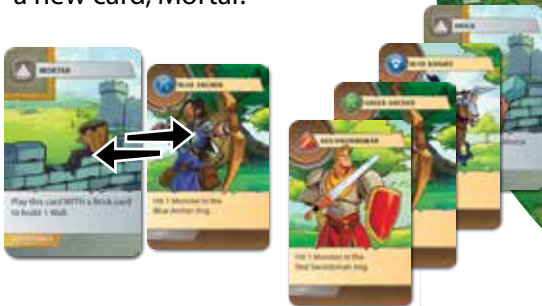 a new card, Mortar.
MORTAR
BLUE ARCHER
BRICK
BLUE KNIGHT
GREEN ARCHER
RED SWORDSMAN
Play this card WITH a Brick card
to build 1 Wall.
Hit 1 Monster in the
Blue Archer ring.
Hit 1 Monster in the
Red Swordsman ring.